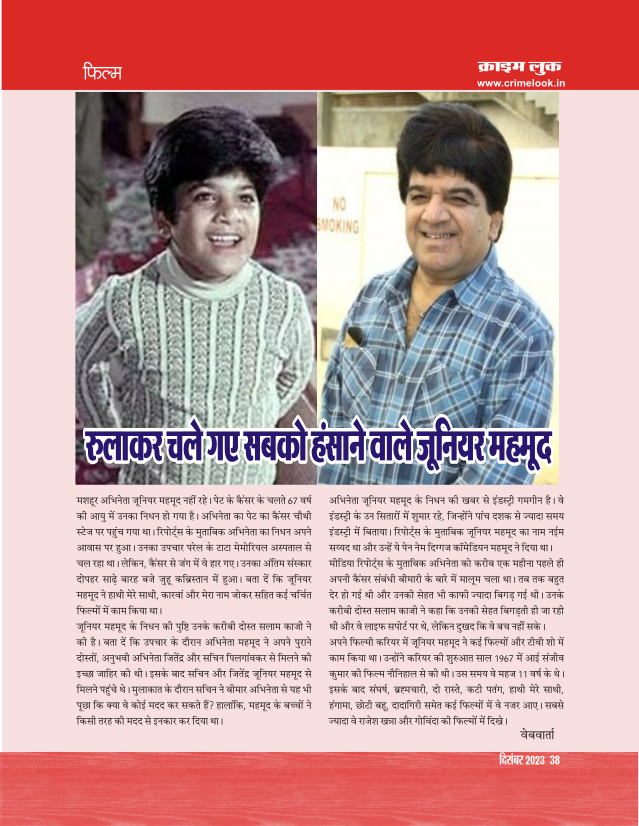 फिल्म
क्राइम लुक
www.crimelook.in
NO
SMOKING
रुलाकर चले गए सबको हंसाने वाले जूनियर महमूद
मशहूर अभिनेता जूनियर महमूद नहीं रहे। पेट के कैंसर के चलते 67 वर्ष
की आयु में उनका निधन हो गया है। अभिनेता का पेट का कैंसर चौथी
स्टेज पर पहुंच गया था। रिपोर्ट्स के मुताबिक अभिनेता का निधन अपने
आवास पर हुआ। उनका उपचार परेल के टाटा मेमोरियल अस्पताल से
चल रहा था। लेकिन, कैंसर से जंग में वे हार गए। उनका अंतिम संस्कार
दोपहर साढ़े बारह बजे जुहू कब्रिस्तान में हुआ। बता दें कि जूनियर
महमूद ने हाथी मेरे साथी, कारवां और मेरा नाम जोकर सहित कई चर्चित
फिल्मों में काम किया था।
जूनियर महमूद के निधन की पुष्टि उनके करीबी दोस्त सलाम काजी ने
की है। बता दें कि उपचार के दौरान अभिनेता महमूद ने अपने पुराने
दोस्तों, अनुभवी अभिनेता जितेंद्र और सचिन पिलगांवकर से मिलने की
इच्छा जाहिर की थी। इसके बाद सचिन और जितेंद्र जूनियर महमूद से
मिलने पहुंचे थे। मुलाकात के दौरान सचिन ने बीमार अभिनेता से यह भी
पूछा कि क्या वे कोई मदद कर सकते हैं? हालांकि, महमूद के बच्चों ने
किसी तरह की मदद से इनकार कर दिया था।
अभिनेता जूनियर महमूद के निधन की खबर से इंडस्ट्री गमगीन है। वे
इंडस्ट्री के उन सितारों में शुमार रहे, जिन्होंने पांच दशक से ज्यादा समय
इंडस्ट्री में बिताया। रिपोर्ट्स के मुताबिक जूनियर महमूद का नाम नईम
सय्यद था और उन्हें ये पेन नेम दिग्गज कॉमेडियन महमूद ने दिया था।
मीडिया रिपोर्ट्स के मुताबिक अभिनेता को करीब एक महीना पहले ही
अपनी कैंसर संबंधी बीमारी के बारे में मालूम चला था। तब तक बहुत
देर हो गई थी और उनकी सेहत भी काफी ज्यादा बिगड़ गई थी। उनके
करीबी दोस्त सलाम काजी ने कहा कि उनकी सेहत बिगड़ती ही जा रही
थी और वे लाइफ सपोर्ट पर थे, लेकिन दुखद कि वे बच नहीं सके।
अपने फिल्मी करियर में जूनियर महमूद ने कई फिल्मों और टीवी शो में
काम किया था। उन्होंने करियर की शुरुआत साल 1967 में आई संजीव
कुमार की फिल्म नौनिहाल से की थी। उस समय वे महज 11 वर्ष के थे।
इसके बाद संघर्ष, ब्रह्मचारी, दो रास्ते, कटी पतंग, हाथी मेरे साथी,
हंगामा, छोटी बहू, दादागिरी समेत कई फिल्मों में वे नजर आए। सबसे
ज्यादा वे राजेश खन्ना और गोविंदा की फिल्मों में दिखे।
वेबवार्ता
दिसंबर 2023 38